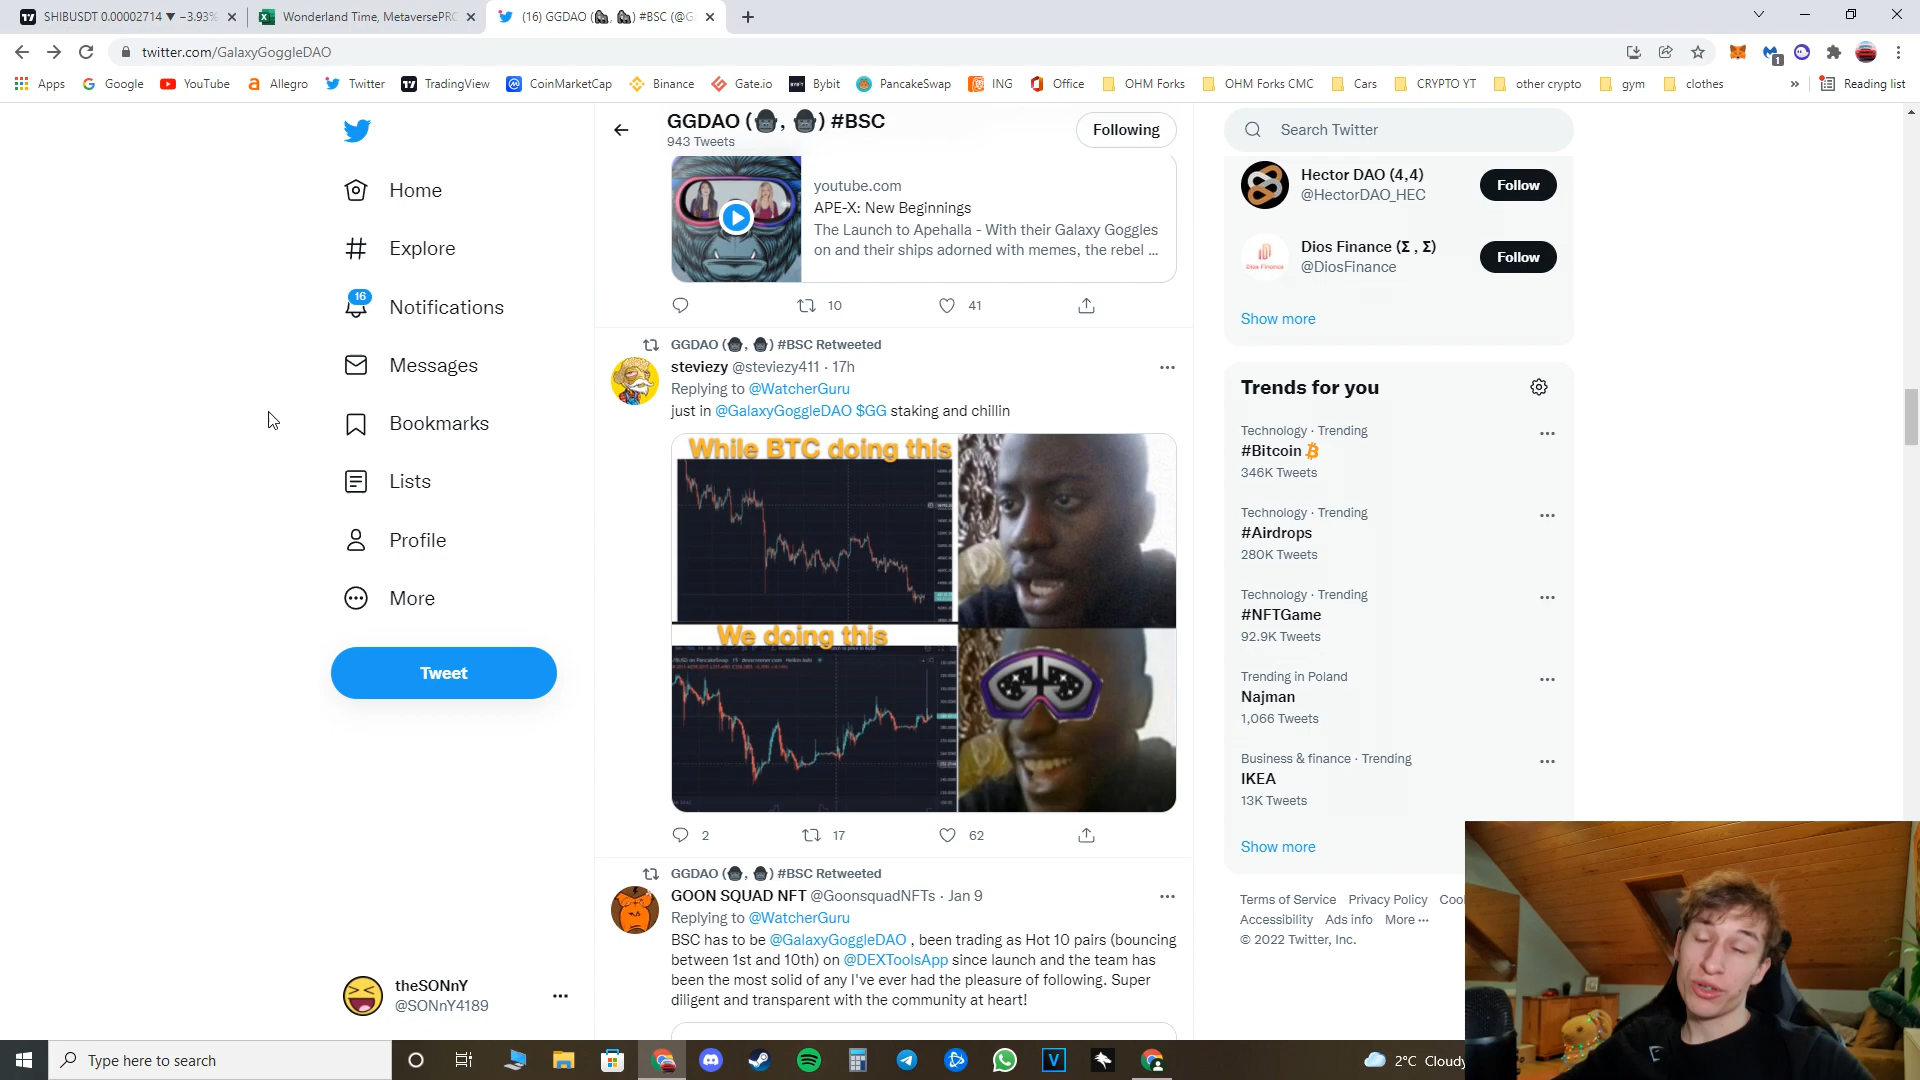 SHIBUSDT 0.00002714 ▼ −3.93%
Wonderland Time, MetaversePRO
(16) GGDAO (🦍, 🦍) #BSC (@G
twitter.com/GalaxyGoggleDAO
1
Apps
Google
YouTube
Allegro
Twitter
TradingView
CoinMarketCap
Binance
Gate.io
Bybit
PancakeSwap
ING
Office
OHM Forks
OHM Forks CMC
Cars
CRYPTO YT
other crypto
gym
clothes
»
Reading list
Home
Explore
16
Notifications
Messages
Bookmarks
Lists
Profile
More
Tweet
theSONnY
@SONnY4189
GGDAO (🦍, 🦍) #BSC
943 Tweets
Following
youtube.com
APE-X: New Beginnings
The Launch to Apehalla - With their Galaxy Goggles
on and their ships adorned with memes, the rebel ...
10
41
GGDAO (🦍, 🦍) #BSC Retweeted
steviezy @steviezy411 · 17h
Replying to @WatcherGuru
just in @GalaxyGoggleDAO $GG staking and chillin
While BTC doing this
We doing this
2
17
62
GGDAO (🦍, 🦍) #BSC Retweeted
GOON SQUAD NFT @GoonsquadNFTs · Jan 9
Replying to @WatcherGuru
BSC has to be @GalaxyGoggleDAO , been trading as Hot 10 pairs (bouncing
between 1st and 10th) on @DEXToolsApp since launch and the team has
been the most solid of any I've ever had the pleasure of following. Super
diligent and transparent with the community at heart!
Search Twitter
Hector DAO (4,4)
@HectorDAO_HEC
Follow
Dios Finance (Σ , Σ)
@DiosFinance
Follow
Show more
Trends for you
Technology · Trending
#Bitcoin
346K Tweets
Technology · Trending
#Airdrops
280K Tweets
Technology · Trending
#NFTGame
92.9K Tweets
Trending in Poland
Najman
1,066 Tweets
Business & finance · Trending
IKEA
13K Tweets
Show more
Terms of Service Privacy Policy Coo
Accessibility Ads info More ···
© 2022 Twitter, Inc.
Type here to search
2°C Cloudy